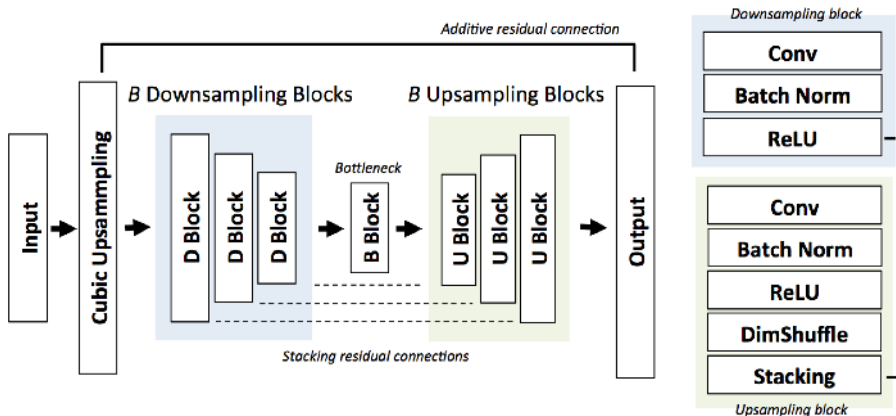 Additive residual connection
B Downsampling Blocks
B Upsampling Blocks
Input
Cubic Upsammpling
D Block
D Block
D Block
Bottleneck
B Block
U Block
U Block
U Block
Output
Stacking residual connections
Downsampling block
Conv
Batch Norm
ReLU
Conv
Batch Norm
ReLU
DimShuffle
Stacking
Upsampling block